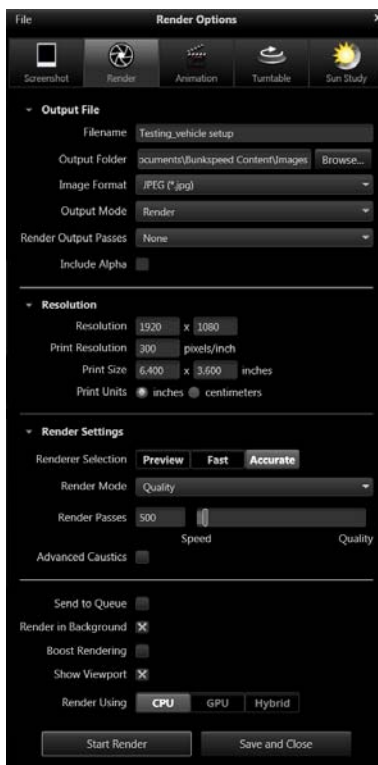 File Render Options x
Screenshot Render Animation Turntable Sun Study
Output File
Filename Testing_vehicle setup
Output Folder ocuments\Bunkspeed Content\Images Browse...
Image Format JPEG (*.jpg)
Output Mode Render
Render Output Passes None
Include Alpha
Resolution
Resolution 1920 x 1080
Print Resolution 300 pixels/inch
Print Size 6.400 x 3.600 inches
Print Units inches centimeters
Render Settings
Renderer Selection Preview Fast Accurate
Render Mode Quality
Render Passes 500
Speed Quality
Advanced Caustics
Send to Queue
Render in Background
Boost Rendering
Show Viewport
Render Using CPU GPU Hybrid
Start Render Save and Close